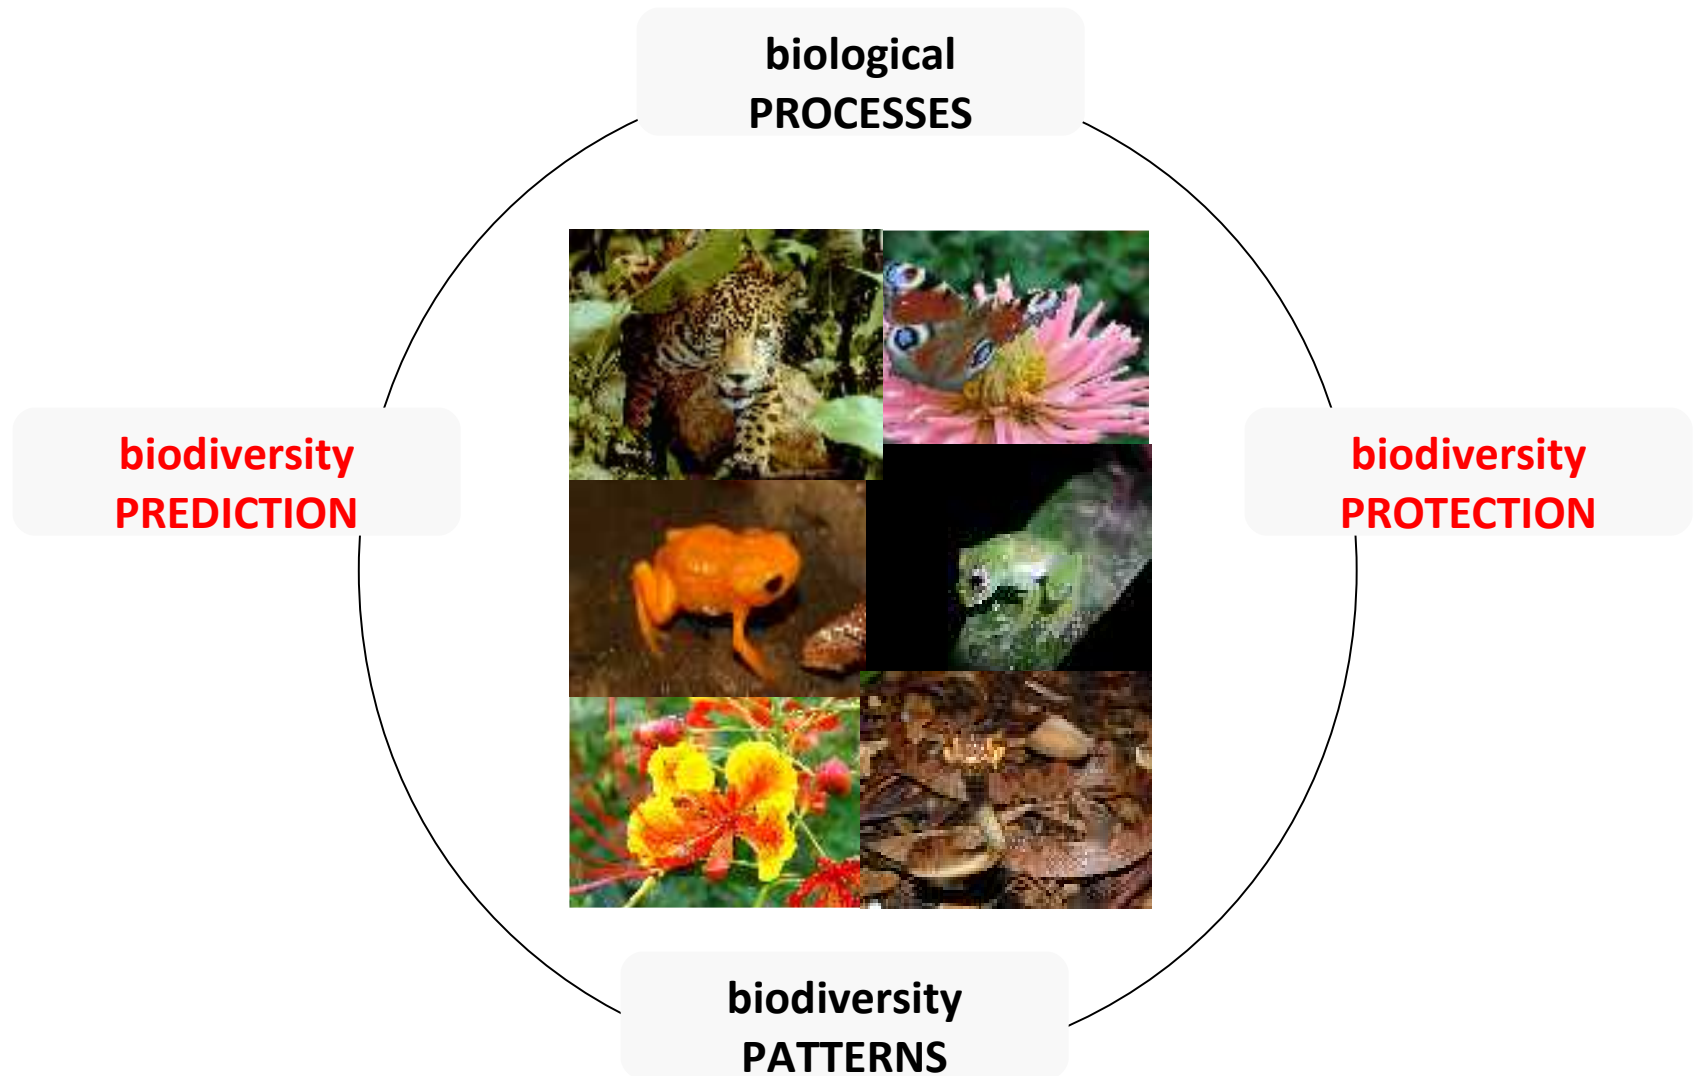 biological
PROCESSES
biodiversity
PREDICTION
biodiversity
PROTECTION
biodiversity
PATTERNS